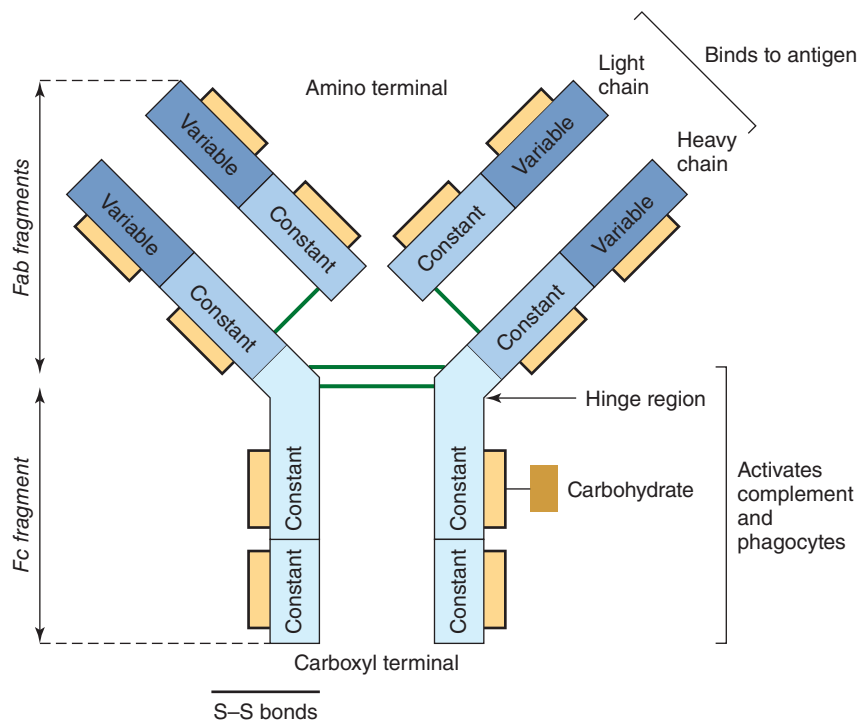 Binds to antigen
Light
chain
Amino terminal
Heavy
chain
Variable
Variable
Variable
Variable
Constant
Constant
Constant
Constant
Fab fragments
Hinge region
Fc fragment
Constant
Constant
Carbohydrate
Activates
complement
and
phagocytes
Constant
Constant
Carboxyl terminal
S–S bonds